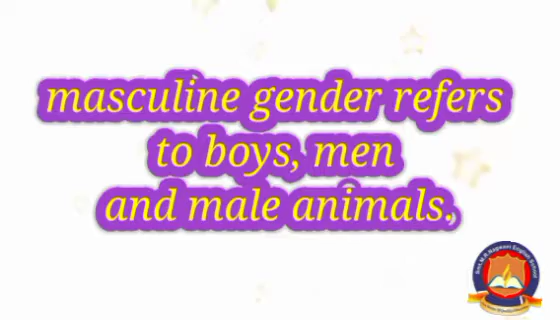 masculine gender refers
to boys, men
and male animals.